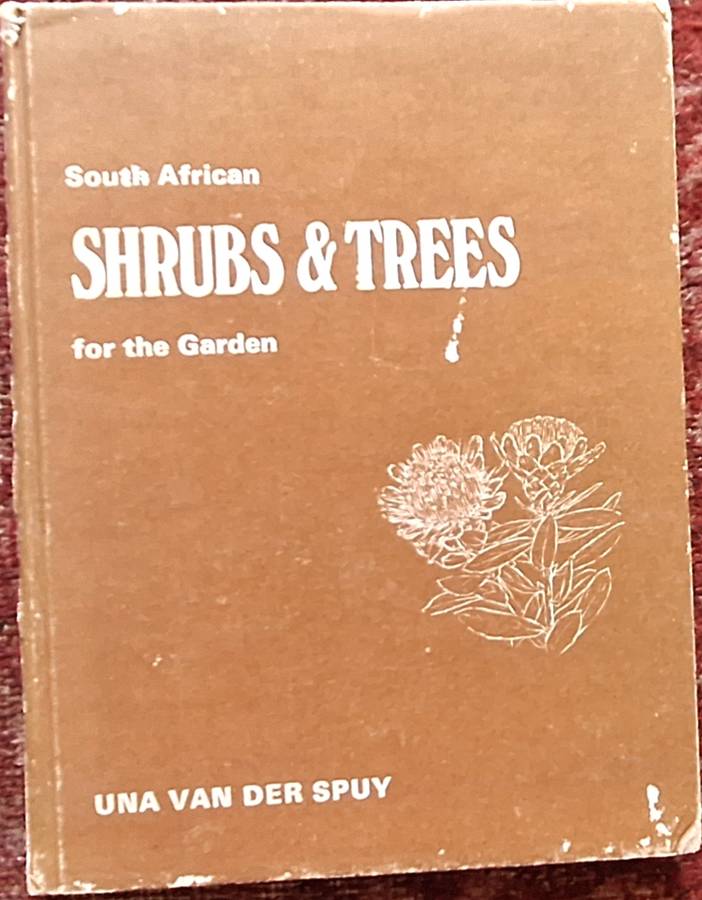 South African
SHRUBS & TREES
for the Garden
UNA VAN DER SPUY